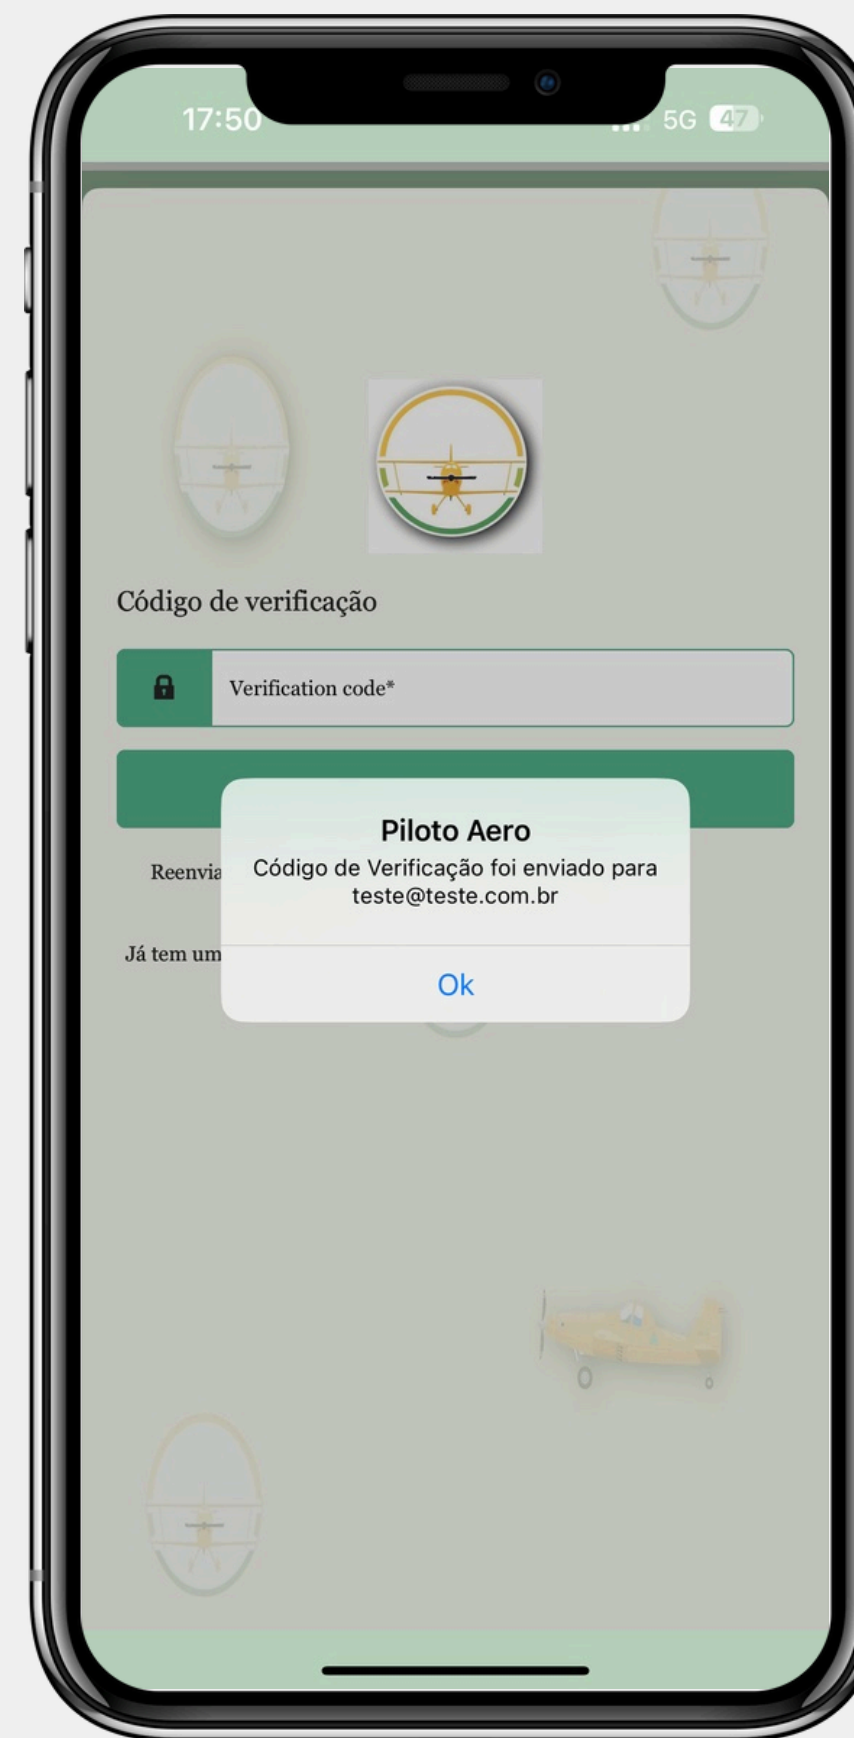 17:50
5G 47
Código de verificação
Verification code*
Piloto Aero
Código de Verificação foi enviado para
teste@teste.com.br
Reenvia
Já tem um
Ok